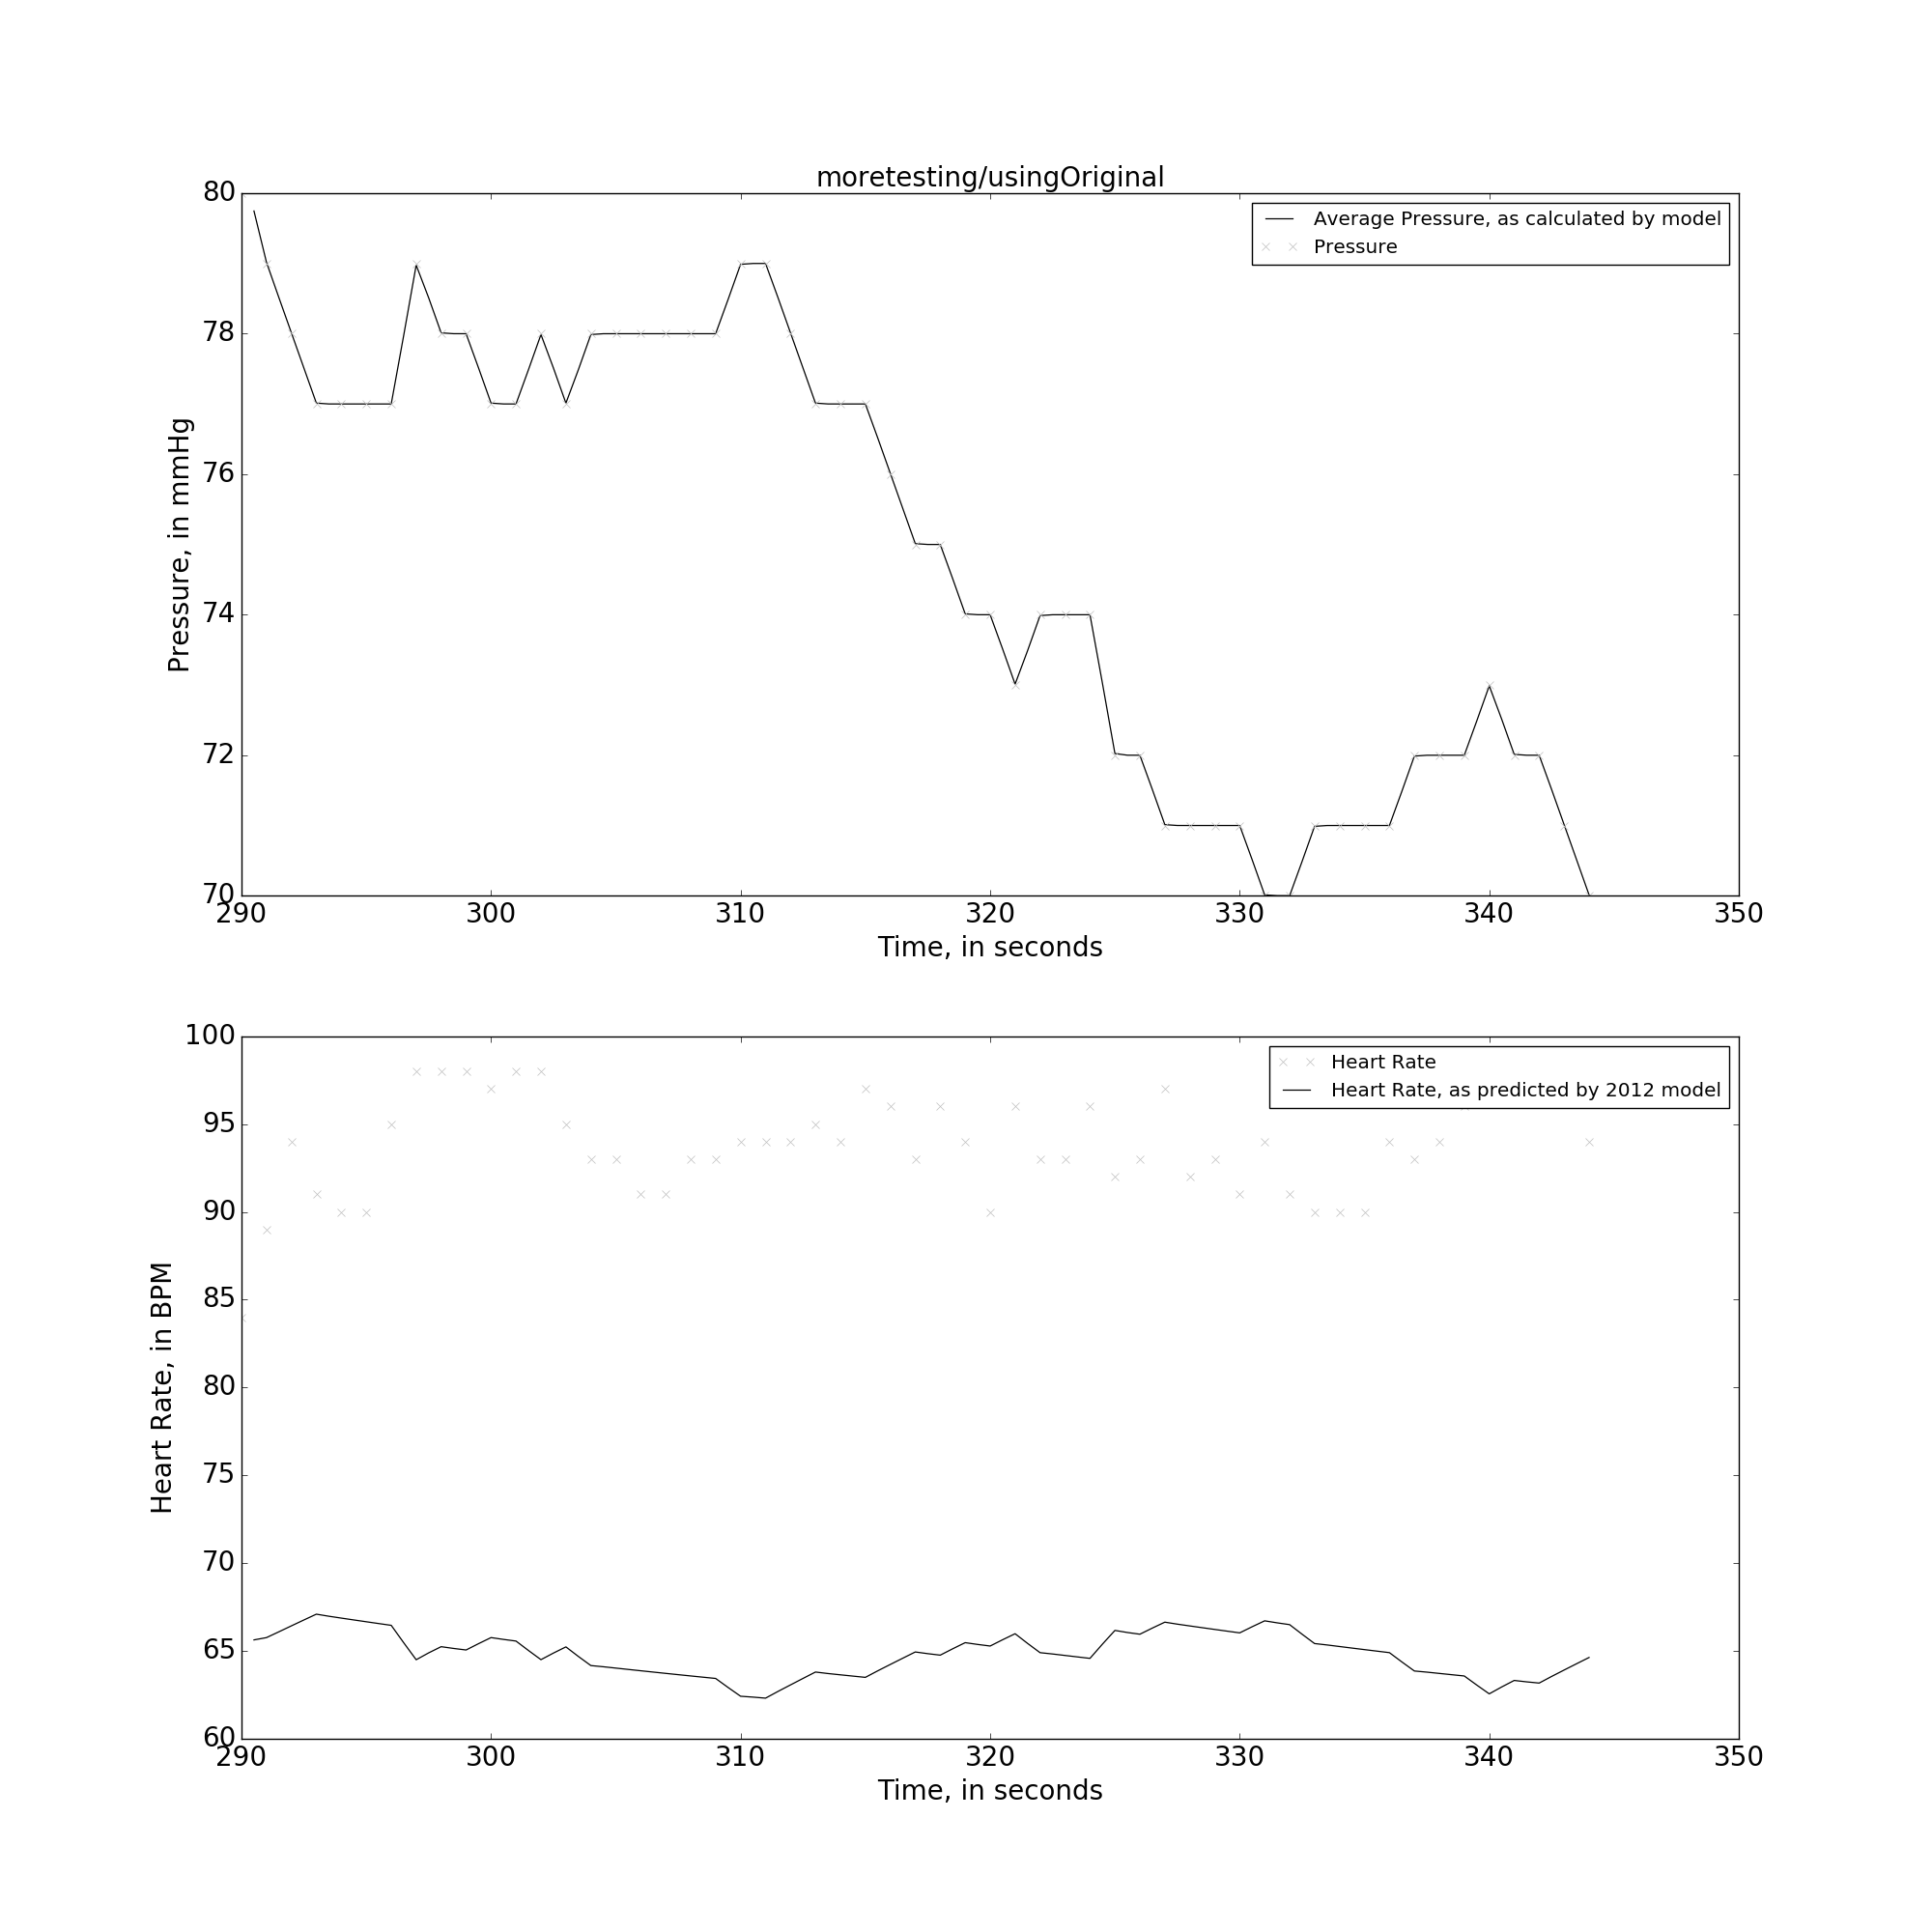 moretesting/usingOriginal
80
78
76
74
72
70
Pressure, in mmHg
Average Pressure, as calculated by model
Pressure
290 300 310 320 330 340 350
Time, in seconds
100
95
90
85
80
75
70
65
60
Heart Rate, in BPM
Heart Rate
Heart Rate, as predicted by 2012 model
290 300 310 320 330 340 350
Time, in seconds